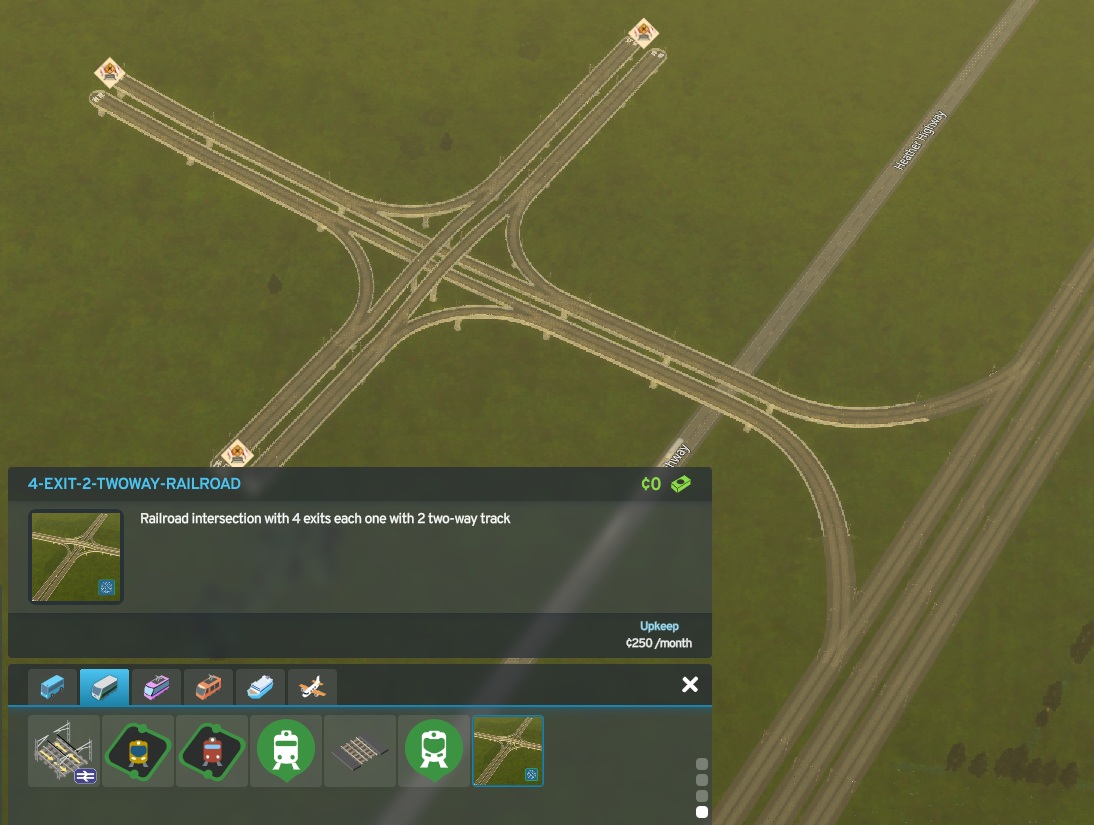 Heather Highway
hway
4-EXIT-2-TWOWAY-RAILROAD
¢0
Railroad intersection with 4 exits each one with 2 two-way track
Upkeep
¢250 /month